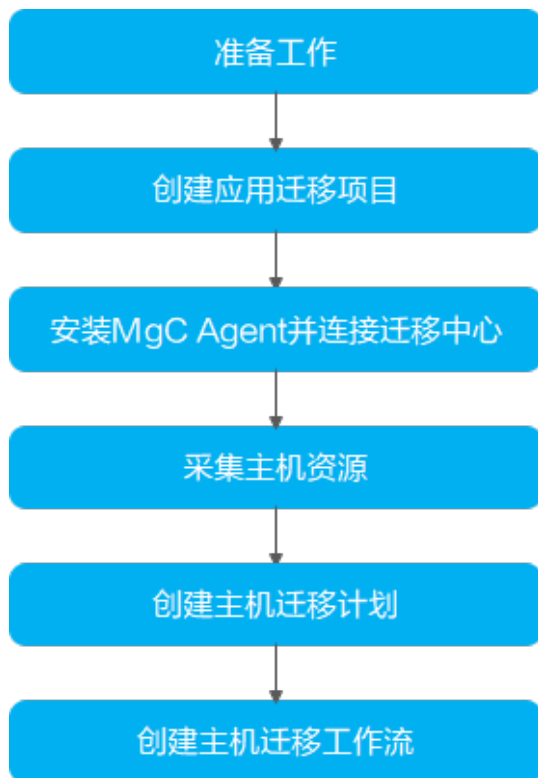 准备工作
创建应用迁移项目
安装MgC Agent并连接迁移中心
采集主机资源
创建主机迁移计划
创建主机迁移工作流